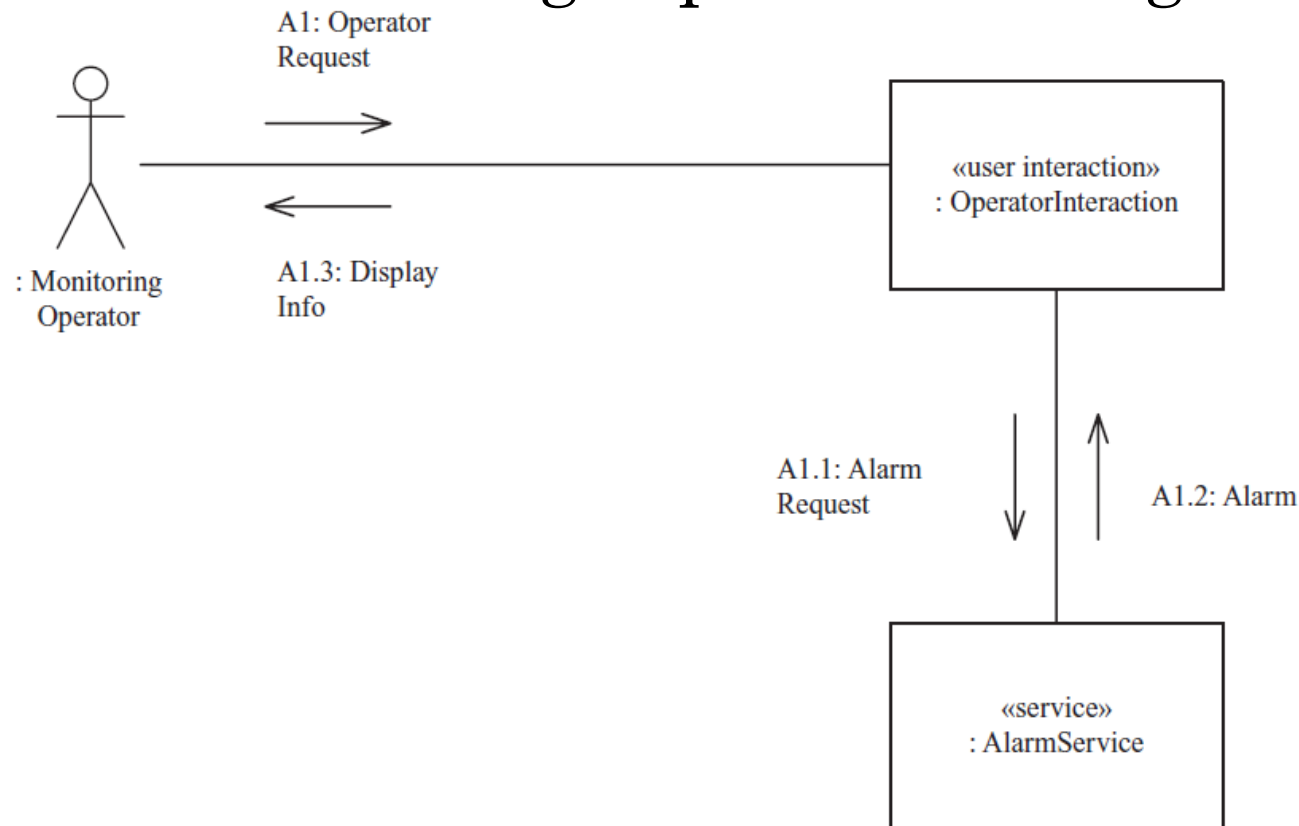 A1: Operator
Request
«user interaction»
: OperatorInteraction
: Monitoring
Operator
A1.3: Display
Info
A1.1: Alarm
Request
A1.2: Alarm
«service»
: AlarmService